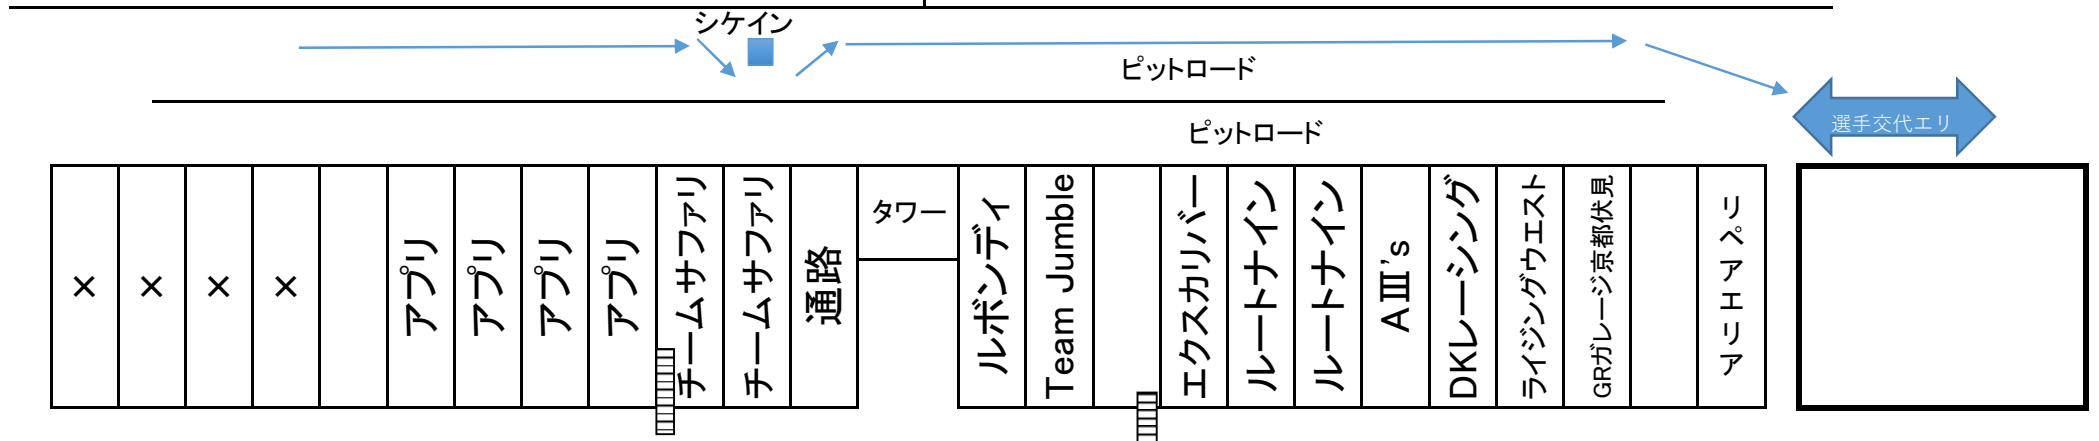 シケイン
ピットロード
ピットロード
選手交代エリ
×
×
×
×
アプリ
アプリ
アプリ
アプリ
チームサファリ
チームサファリ
通路
タワー
ルボンディ
Team Jumble
エクスカリバー
ルートナイン
ルートナイン
AⅢ's
DKレーシング
ライジングウエスト
GRガレージ京都伏見
リペアエリア